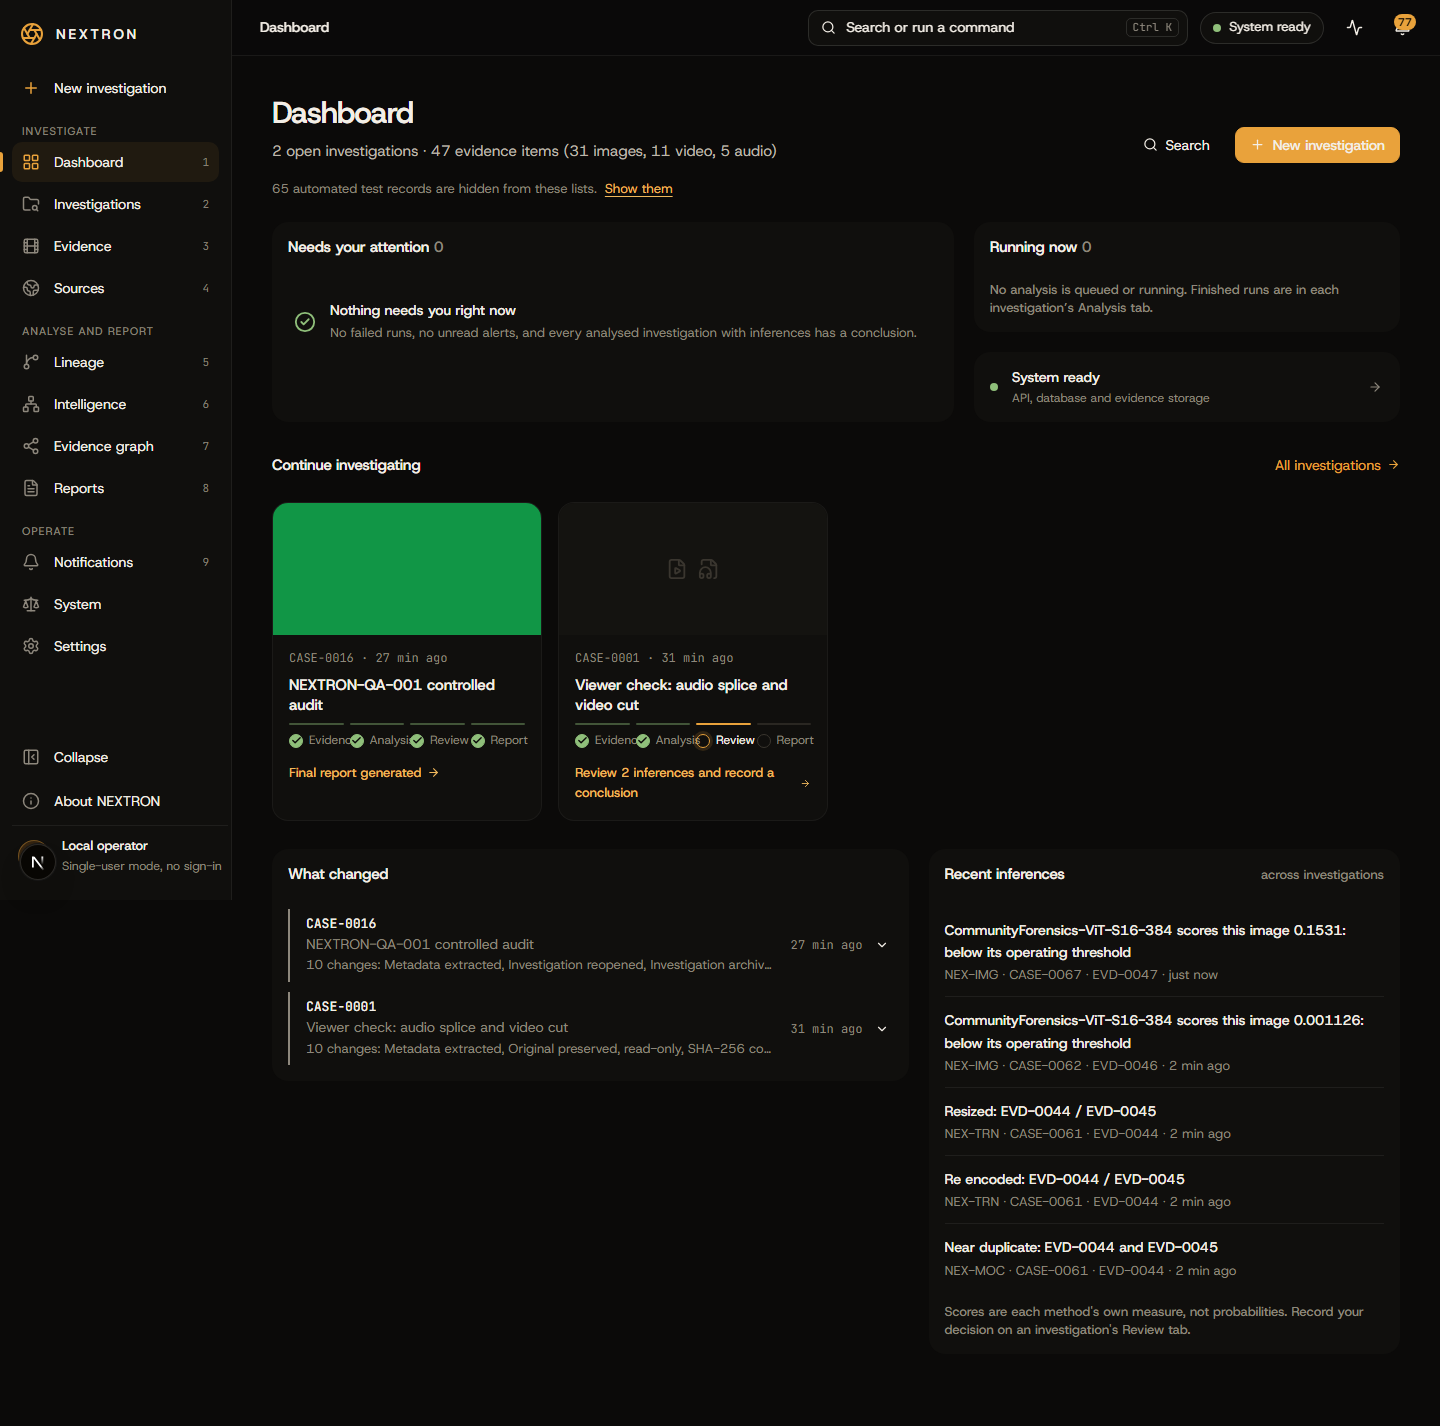 NEXTRON
New investigation
INVESTIGATE
Dashboard 1
Investigations 2
Evidence 3
Sources 4
ANALYSE AND REPORT
Lineage 5
Intelligence 6
Evidence graph 7
Reports 8
OPERATE
Notifications 9
System
Settings
Collapse
About NEXTRON
N
Local operator
Single-user mode, no sign-in
Dashboard
Search or run a command Ctrl K
System ready
77
Dashboard
2 open investigations · 47 evidence items (31 images, 11 video, 5 audio)
65 automated test records are hidden from these lists. Show them
Search
New investigation
Needs your attention 0
Nothing needs you right now
No failed runs, no unread alerts, and every analysed investigation with inferences has a conclusion.
Running now 0
No analysis is queued or running. Finished runs are in each
investigation's Analysis tab.
System ready
API, database and evidence storage
Continue investigating
All investigations
CASE-0016 · 27 min ago
NEXTRON-QA-001 controlled
audit
Evidenc Analysis Review Report
Final report generated
CASE-0001 · 31 min ago
Viewer check: audio splice and
video cut
Evidenc Analysis Review Report
Review 2 inferences and record a
conclusion
What changed
CASE-0016
NEXTRON-QA-001 controlled audit
27 min ago
10 changes: Metadata extracted, Investigation reopened, Investigation archiv…
CASE-0001
Viewer check: audio splice and video cut
31 min ago
10 changes: Metadata extracted, Original preserved, read-only, SHA-256 co…
Recent inferences
across investigations
CommunityForensics-ViT-S16-384 scores this image 0.1531:
below its operating threshold
NEX-IMG · CASE-0067 · EVD-0047 · just now
CommunityForensics-ViT-S16-384 scores this image 0.001126:
below its operating threshold
NEX-IMG · CASE-0062 · EVD-0046 · 2 min ago
Resized: EVD-0044 / EVD-0045
NEX-TRN · CASE-0061 · EVD-0044 · 2 min ago
Re encoded: EVD-0044 / EVD-0045
NEX-TRN · CASE-0061 · EVD-0044 · 2 min ago
Near duplicate: EVD-0044 and EVD-0045
NEX-MOC · CASE-0061 · EVD-0044 · 2 min ago
Scores are each method's own measure, not probabilities. Record your
decision on an investigation's Review tab.